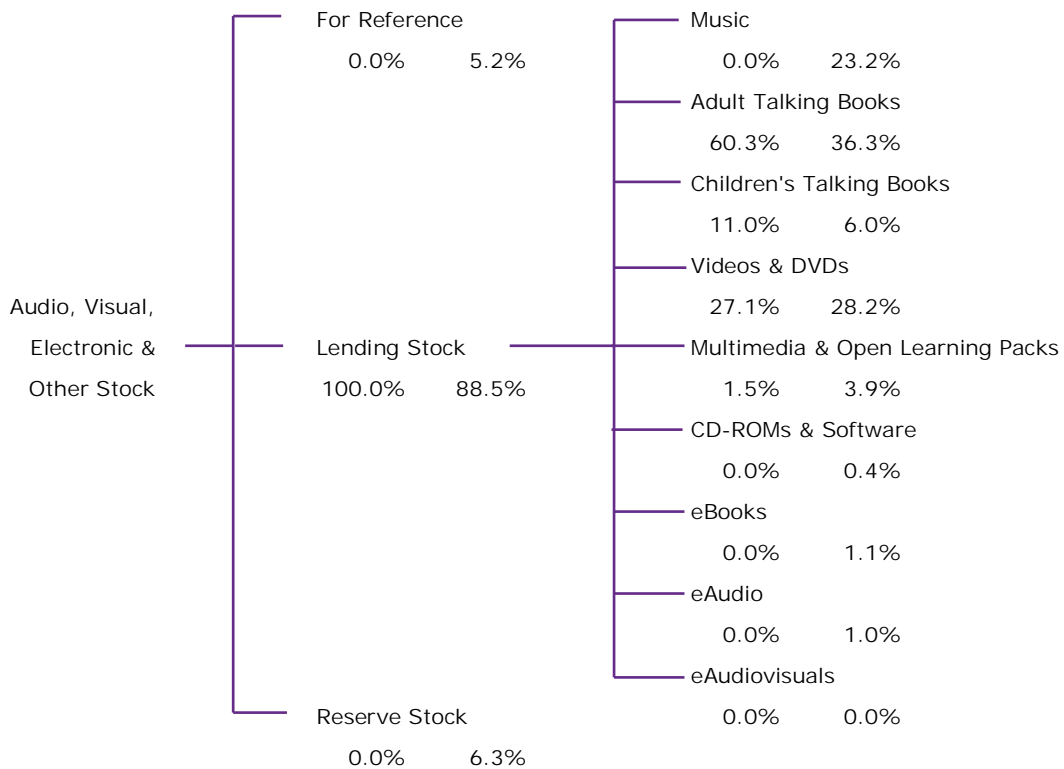 For Reference
0.0% 5.2%
Music
0.0% 23.2%
Adult Talking Books
60.3% 36.3%
Children's Talking Books
11.0% 6.0%
Videos & DVDs
27.1% 28.2%
Audio, Visual,
Electronic &
Other Stock
Lending Stock
100.0% 88.5%
Multimedia & Open Learning Packs
1.5% 3.9%
CD-ROMs & Software
0.0% 0.4%
eBooks
0.0% 1.1%
eAudio
0.0% 1.0%
eAudiovisuals
0.0% 0.0%
Reserve Stock
0.0% 6.3%